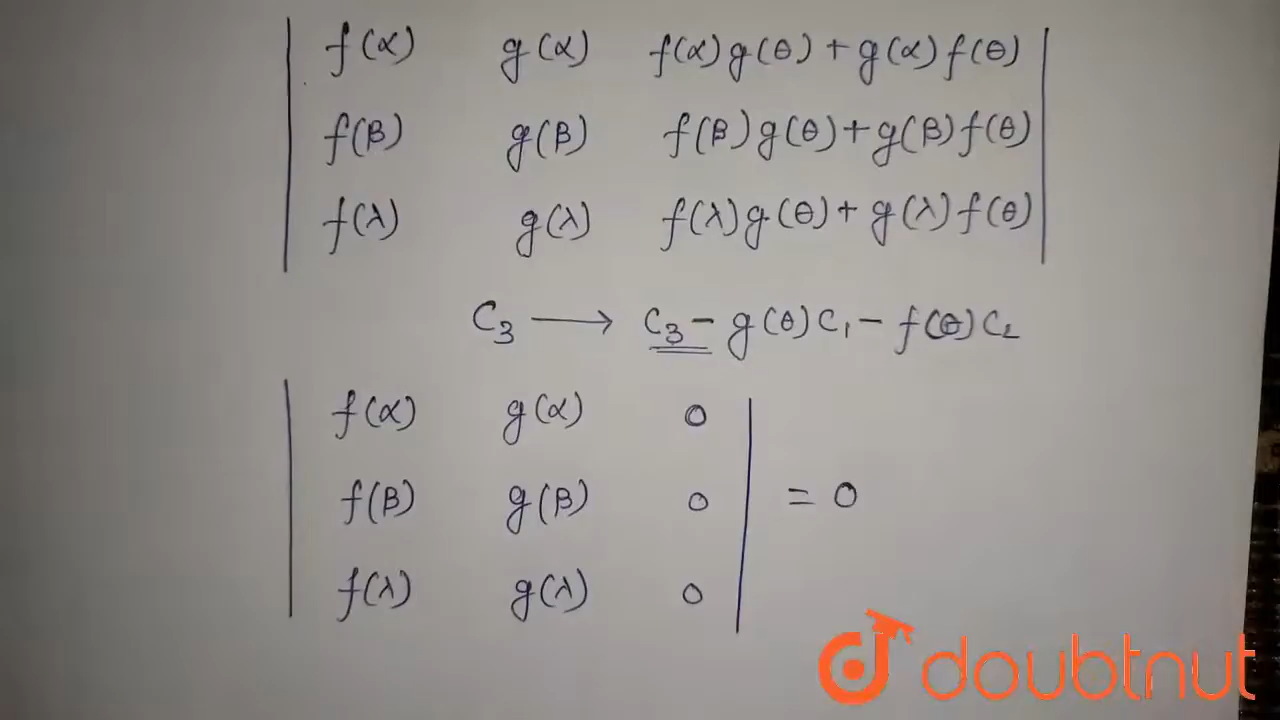 f(α) g(α) f(α)g(θ)+g(α)f(θ)
f(β) g(β) f(β)g(θ)+g(β)f(θ)
f(λ) g(λ) f(λ)g(θ)+g(λ)f(θ)
C₃ ⟶ C₃ - g(θ)C₁ - f(θ)C₂
f(α) g(α) 0
f(β) g(β) 0 = 0
f(λ) g(λ) 0
doubtnut